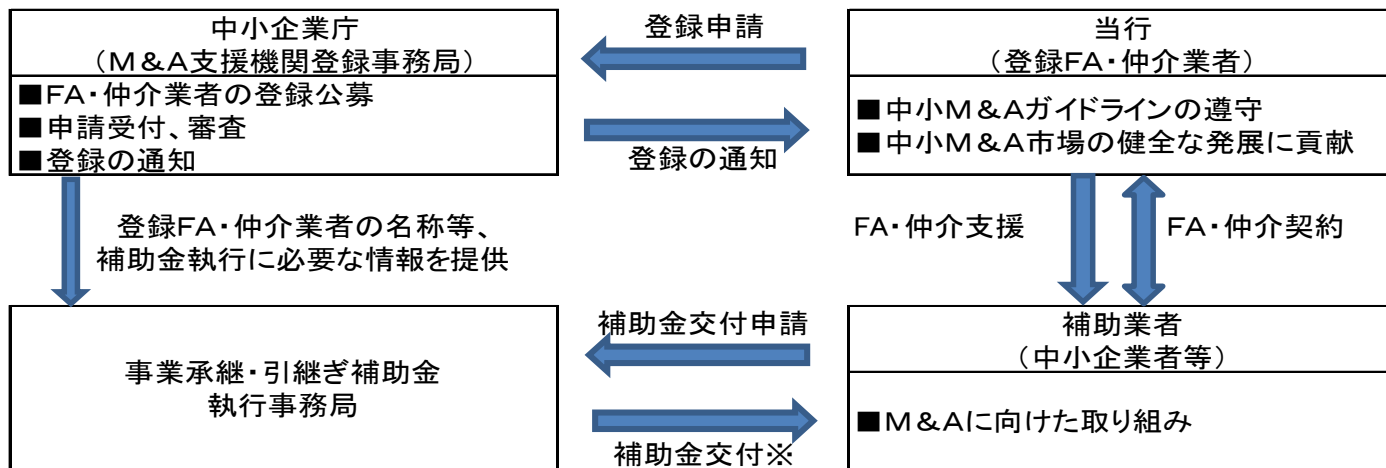 中小企業庁
（Ｍ＆Ａ支援機関登録事務局）
■ＦＡ・仲介業者の登録公募
■申請受付、審査
■登録の通知
登録申請
登録の通知
当行
（登録ＦＡ・仲介業者）
■中小Ｍ＆Ａガイドラインの遵守
■中小Ｍ＆Ａ市場の健全な発展に貢献
登録ＦＡ・仲介業者の名称等、
補助金執行に必要な情報を提供
ＦＡ・仲介支援
ＦＡ・仲介契約
事業承継・引継ぎ補助金
執行事務局
補助金交付申請
補助金交付※
補助業者
（中小企業者等）
■Ｍ＆Ａに向けた取り組み